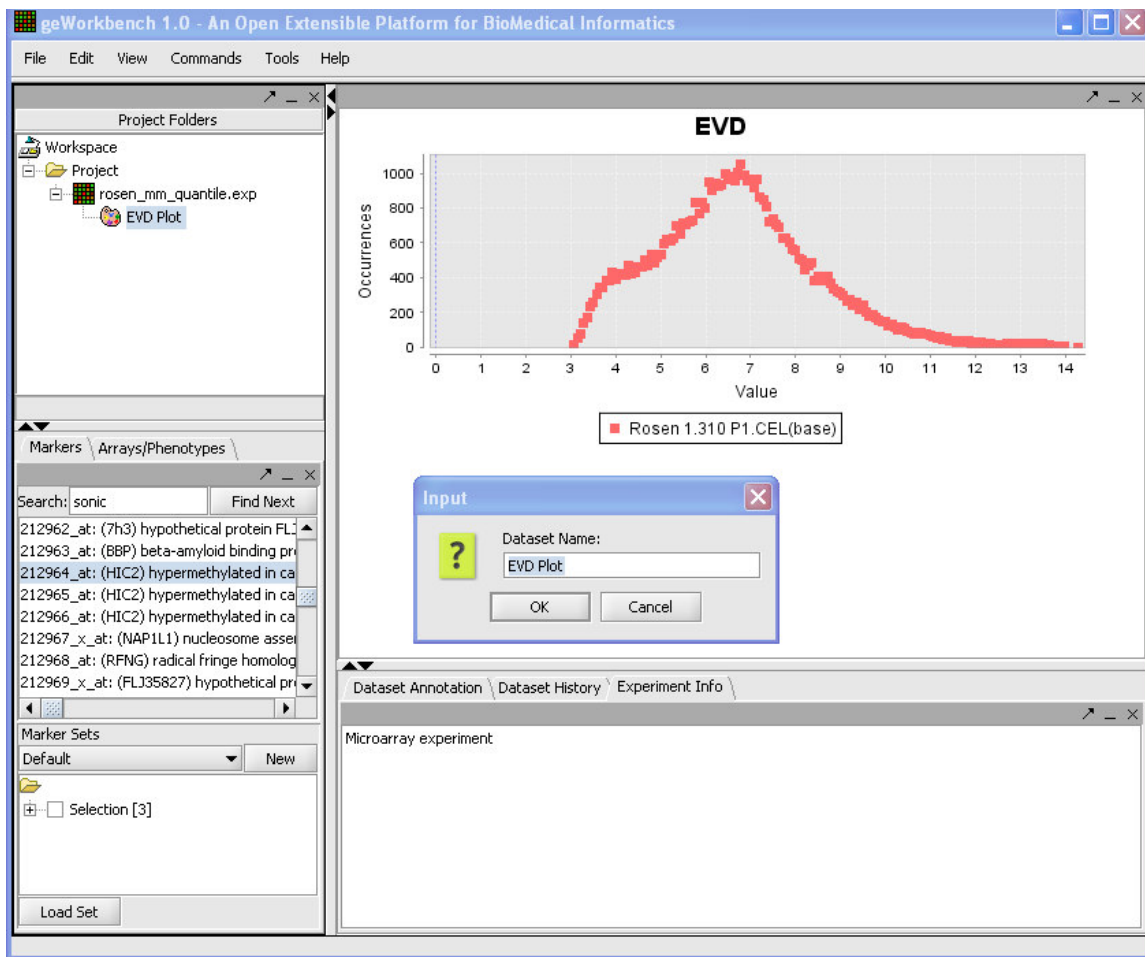 geWorkbench 1.0 - An Open Extensible Platform for BioMedical Informatics
File Edit View Commands Tools Help
Project Folders
Workspace
Project
rosen_mm_quantile.exp
EVD Plot
Markers Arrays/Phenotypes
Search: sonic Find Next
212962_at: (7h3) hypothetical protein FLJ
212963_at: (BBP) beta-amyloid binding pr
212964_at: (HIC2) hypermethylated in ca
212965_at: (HIC2) hypermethylated in ca
212966_at: (HIC2) hypermethylated in ca
212967_x_at: (NAP1L1) nucleosome asse
212968_at: (RFNG) radical fringe homolog
212969_x_at: (FLJ35827) hypothetical pr
Marker Sets
Default New
Selection [3]
Load Set
EVD
Occurrences
1000
800
600
400
200
0
0 1 2 3 4 5 6 7 8 9 10 11 12 13 14
Value
Rosen 1.310 P1.CEL(base)
Input
?
Dataset Name:
EVD Plot
OK Cancel
Dataset Annotation Dataset History Experiment Info
Microarray experiment